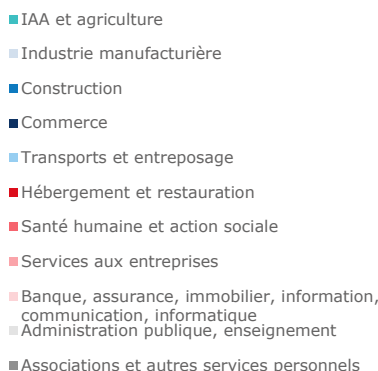 IAA et agriculture
Industrie manufacturière
Construction
Commerce
Transports et entreposage
Hébergement et restauration
Santé humaine et action sociale
Services aux entreprises
Banque, assurance, immobilier, information,
communication, informatique
Administration publique, enseignement
Associations et autres services personnels